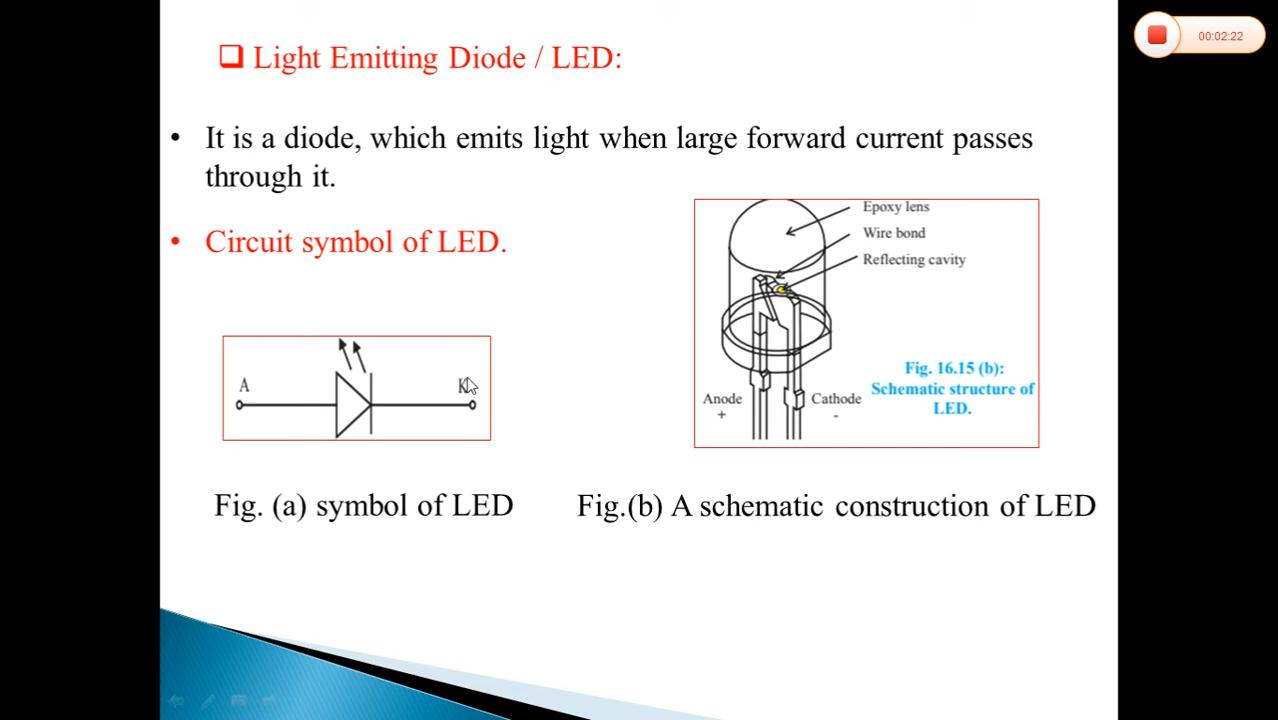 00:02:22
❑ Light Emitting Diode / LED:
• It is a diode, which emits light when large forward current passes
through it.
• Circuit symbol of LED.
A
K
Fig. (a) symbol of LED
Epoxy lens
Wire bond
Reflecting cavity
Fig. 16.15 (b):
Schematic structure of
LED.
Anode
+
Cathode
-
Fig.(b) A schematic construction of LED